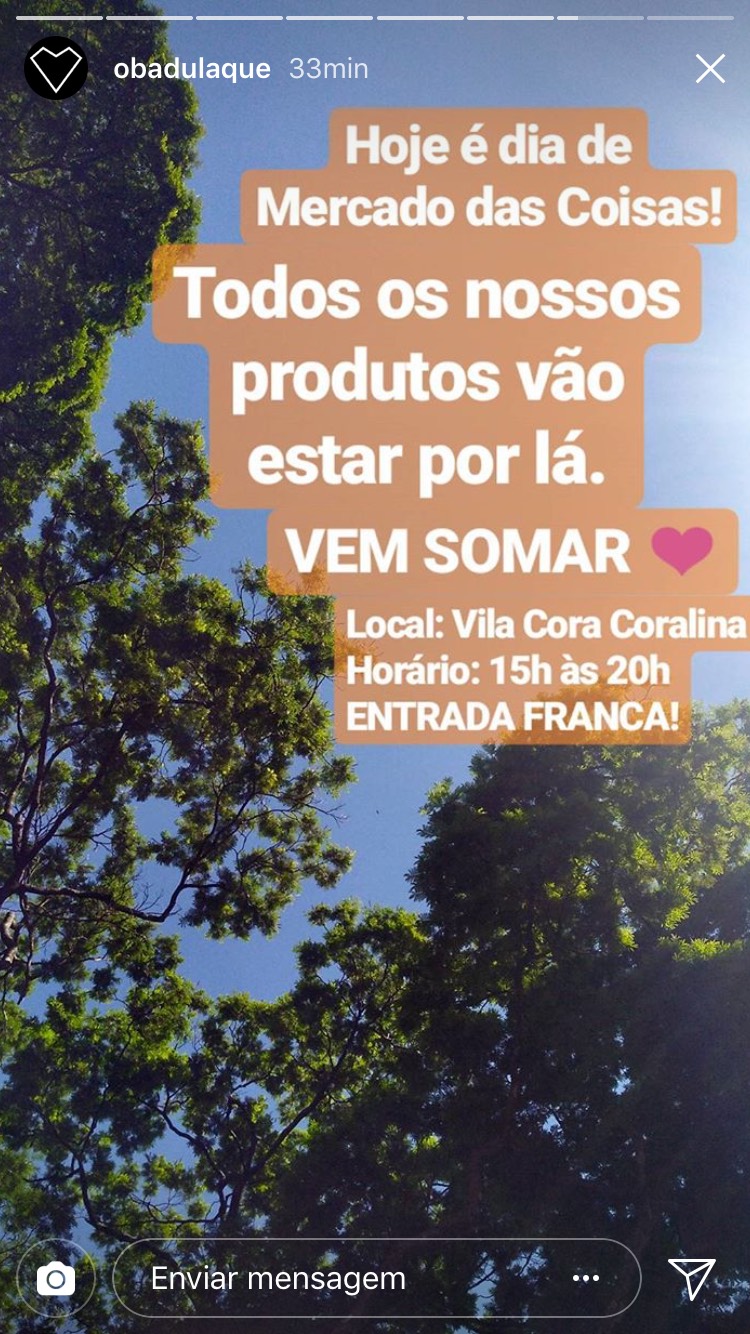 obadulaque 33min
Hoje é dia de
Mercado das Coisas!
Todos os nossos
produtos vão
estar por lá.
VEM SOMAR
Local: Vila Cora Coralina
Horário: 15h às 20h
ENTRADA FRANCA!
Enviar mensagem